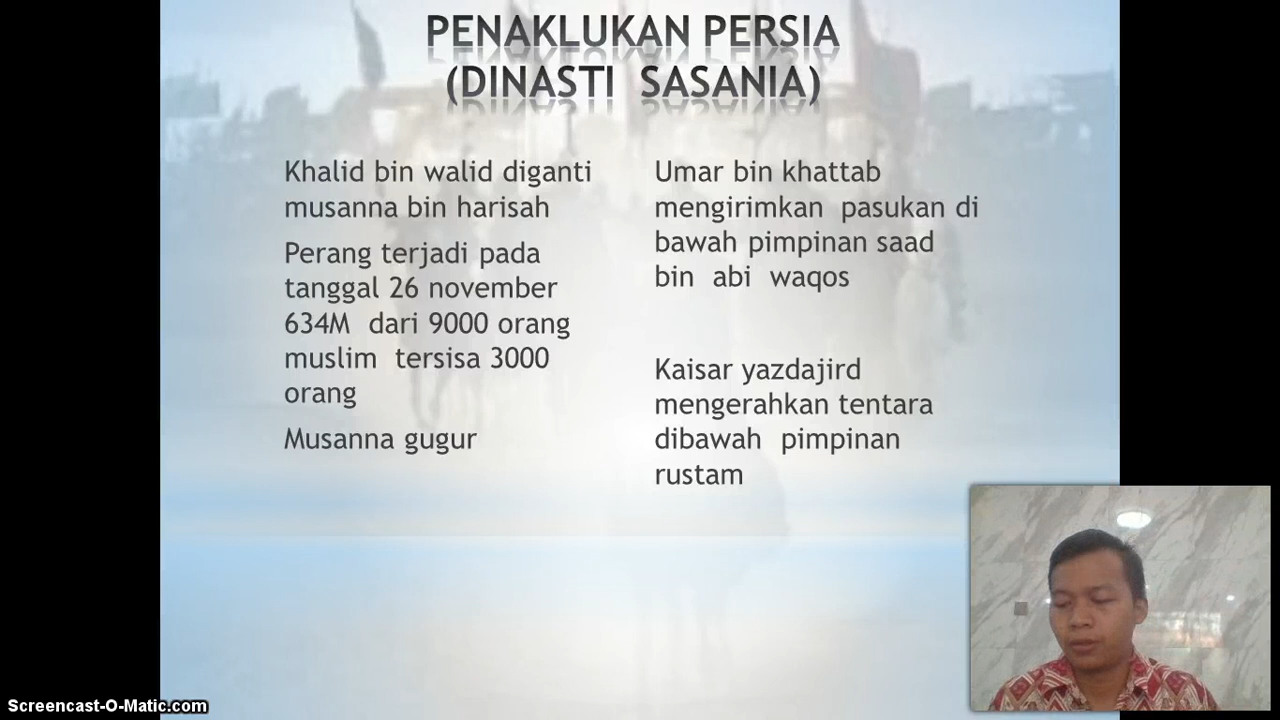 PENAKLUKAN PERSIA
(DINASTI SASANIA)
Khalid bin walid diganti
musanna bin harisah
Perang terjadi pada
tanggal 26 november
634M dari 9000 orang
muslim tersisa 3000
orang
Musanna gugur
Umar bin khattab
mengirimkan pasukan di
bawah pimpinan saad
bin abi waqos
Kaisar yazdajird
mengerahkan tentara
dibawah pimpinan
rustam
Screencast-O-Matic.com